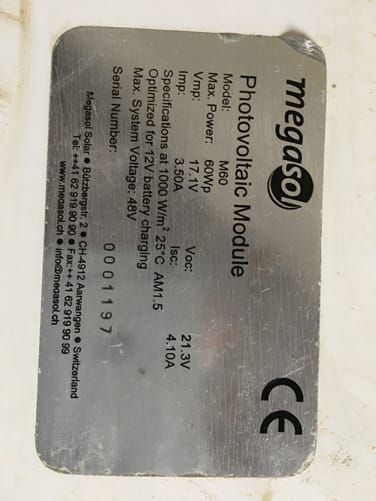 megasol
CE
Photovoltaic Module
Model: M60
Max. Power: 60Wp
Vmp: 17.1V Voc: 21.3V
Imp: 3.50A Isc: 4.10A
Specifications at 1000 W/m² 25°C AM1.5
Optimized for 12V battery charging
Max. System Voltage: 48V
Serial Number: 0001197
Megasol Solar ● Bützbergstr. 2 ● CH-4912 Aarwangen ● Switzerland
Tel: ++41 62 919 90 90 ● Fax:++ 41 62 919 90 99
www.megasol.ch ● info@megasol.ch